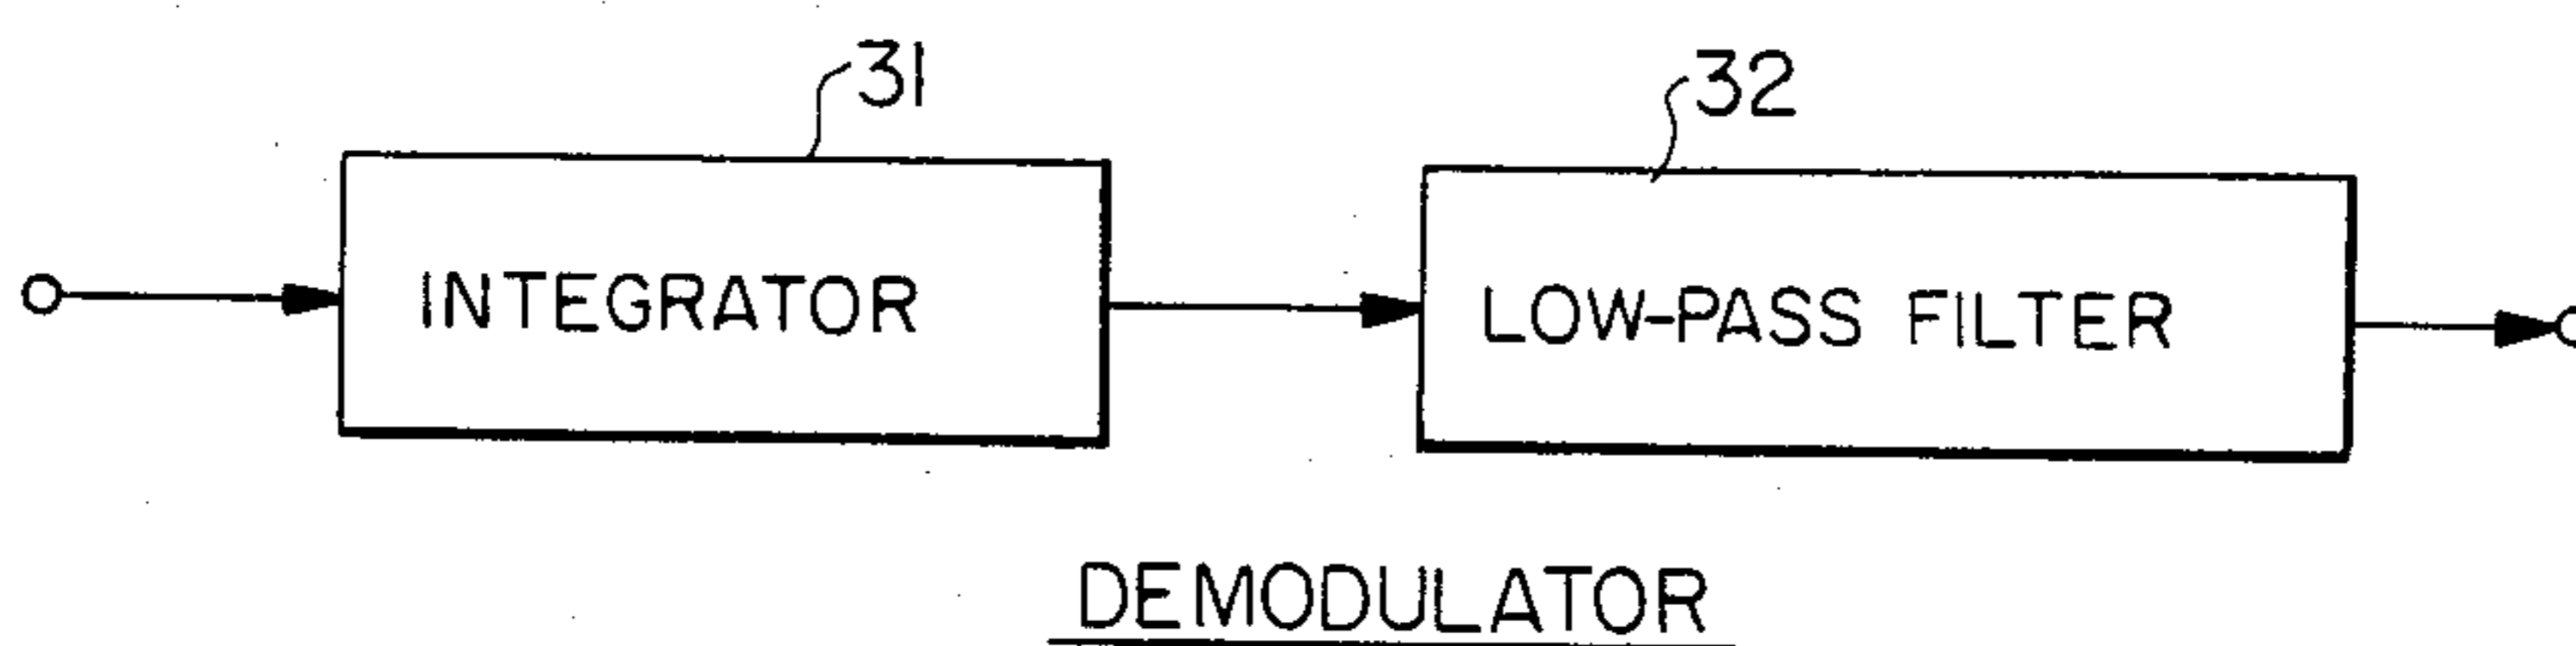 31
32
INTEGRATOR
LOW-PASS FILTER
DEMODULATOR